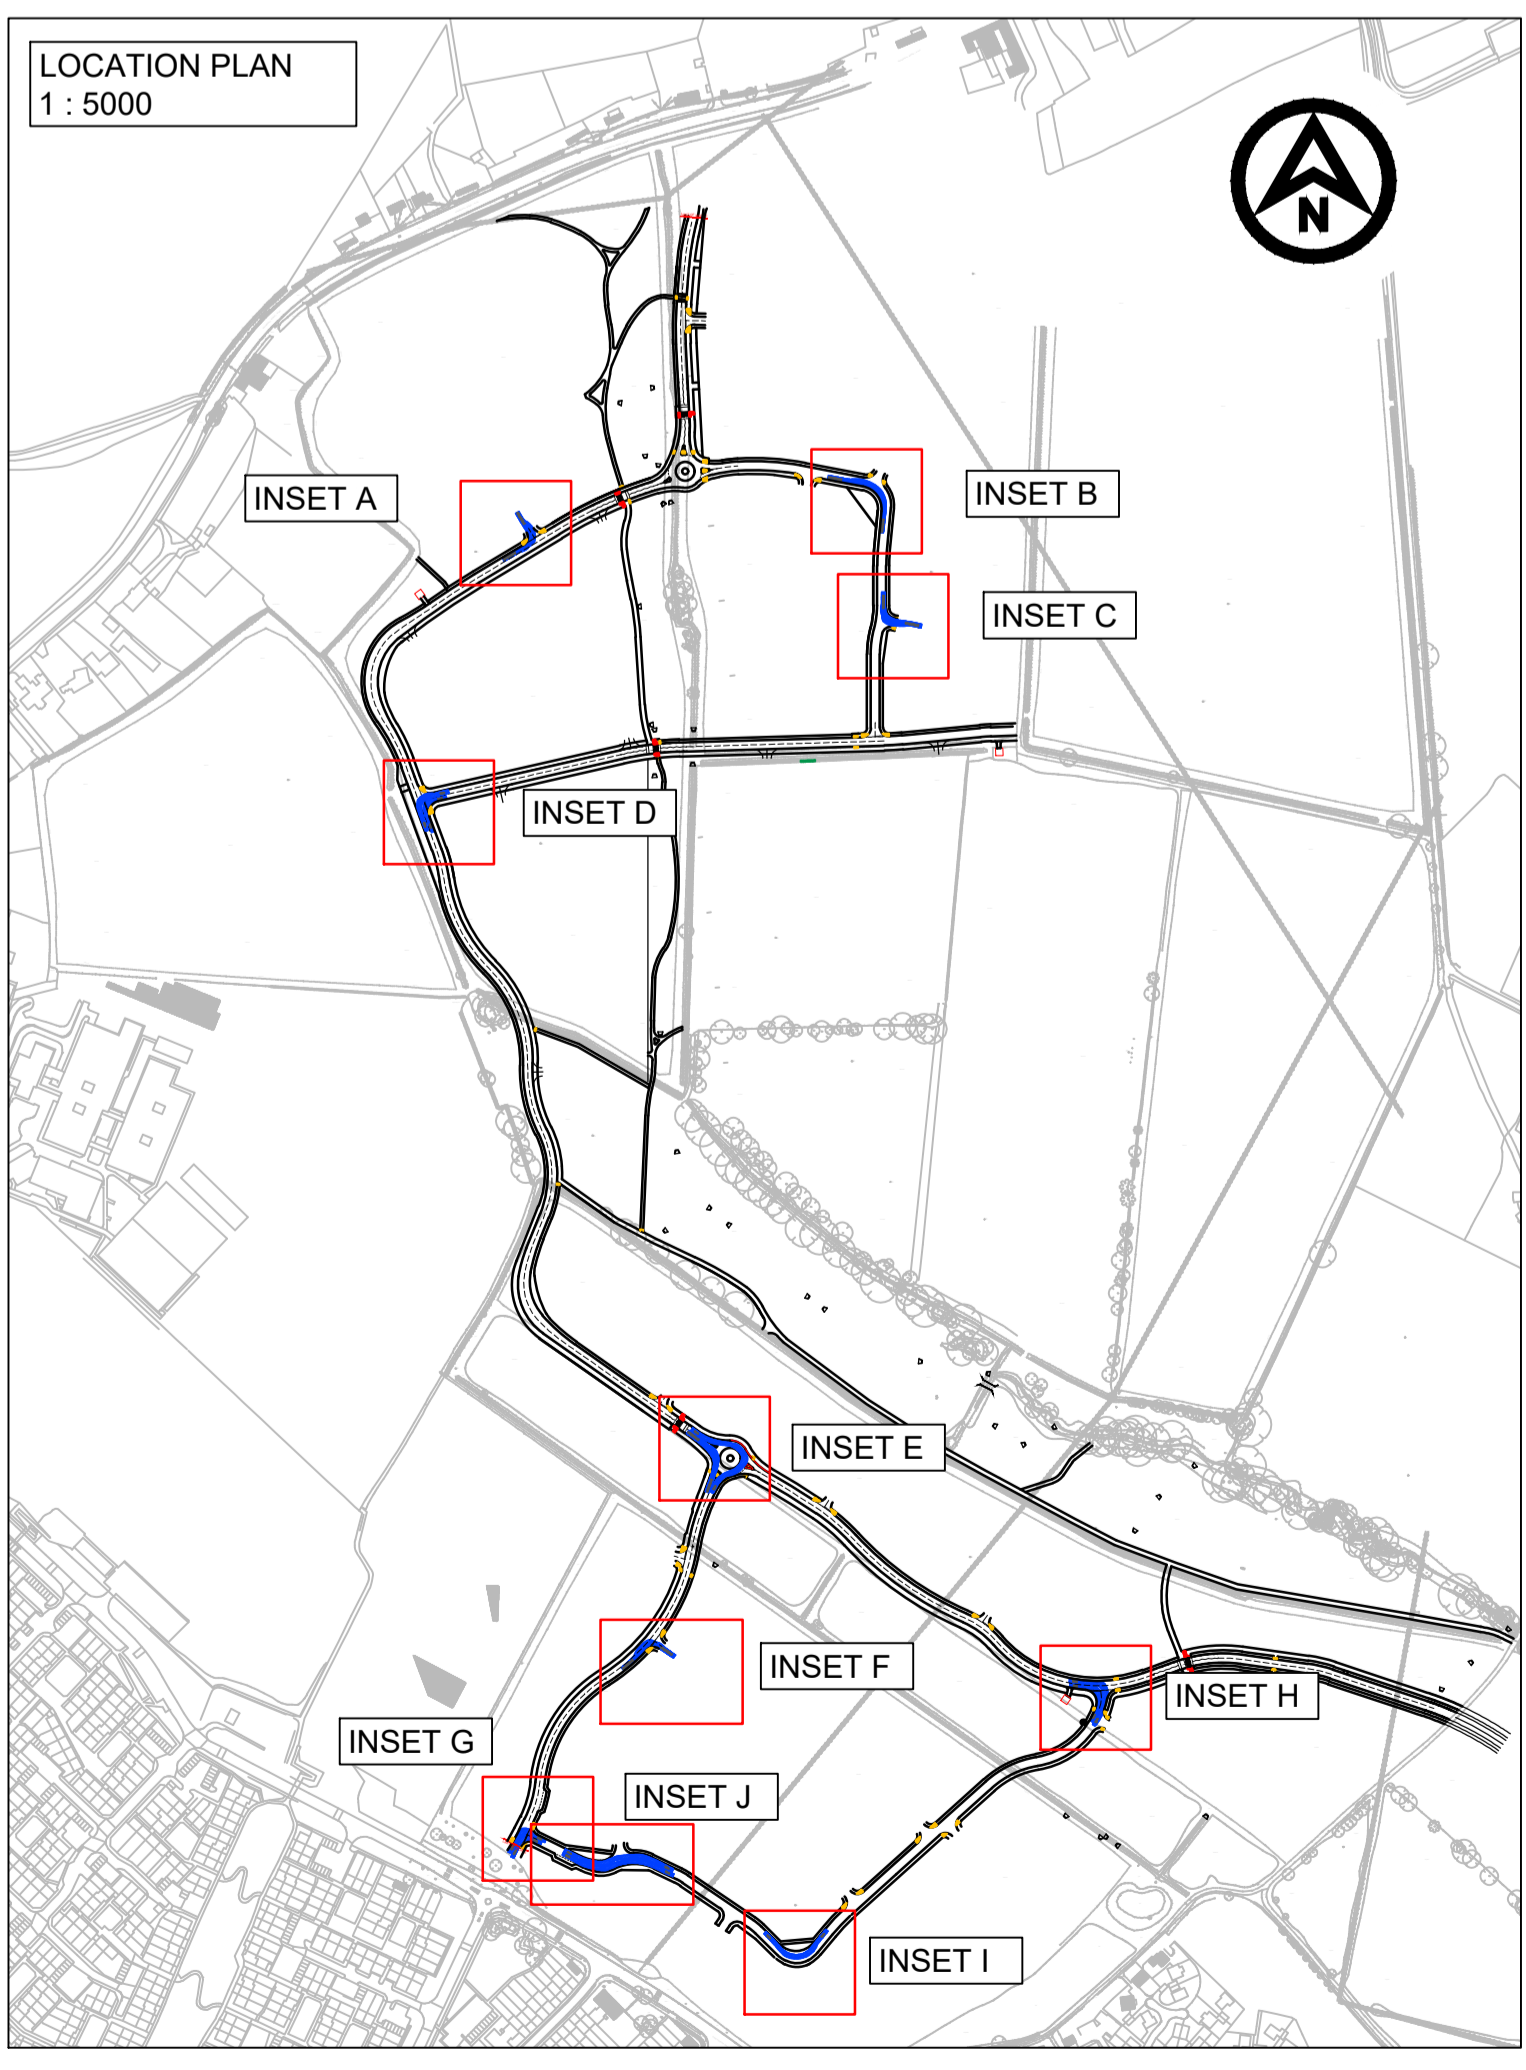 LOCATION PLAN
1 : 5000
N
INSET A
INSET B
INSET C
INSET D
INSET E
INSET F
INSET H
INSET G
INSET J
INSET I